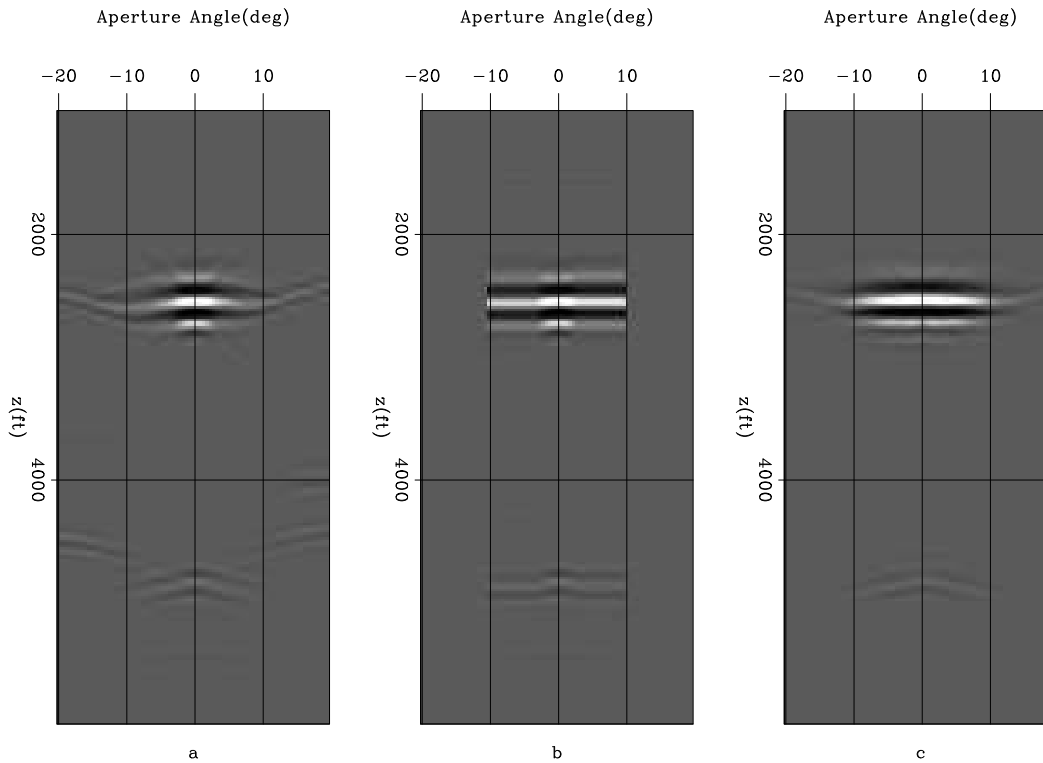 Aperture Angle(deg) Aperture Angle(deg) Aperture Angle(deg)
−20 −10 0 10 −20 −10 0 10 −20 −10 0 10
2000 2000 2000
z(ft) z(ft) z(ft)
4000 4000 4000
a b c